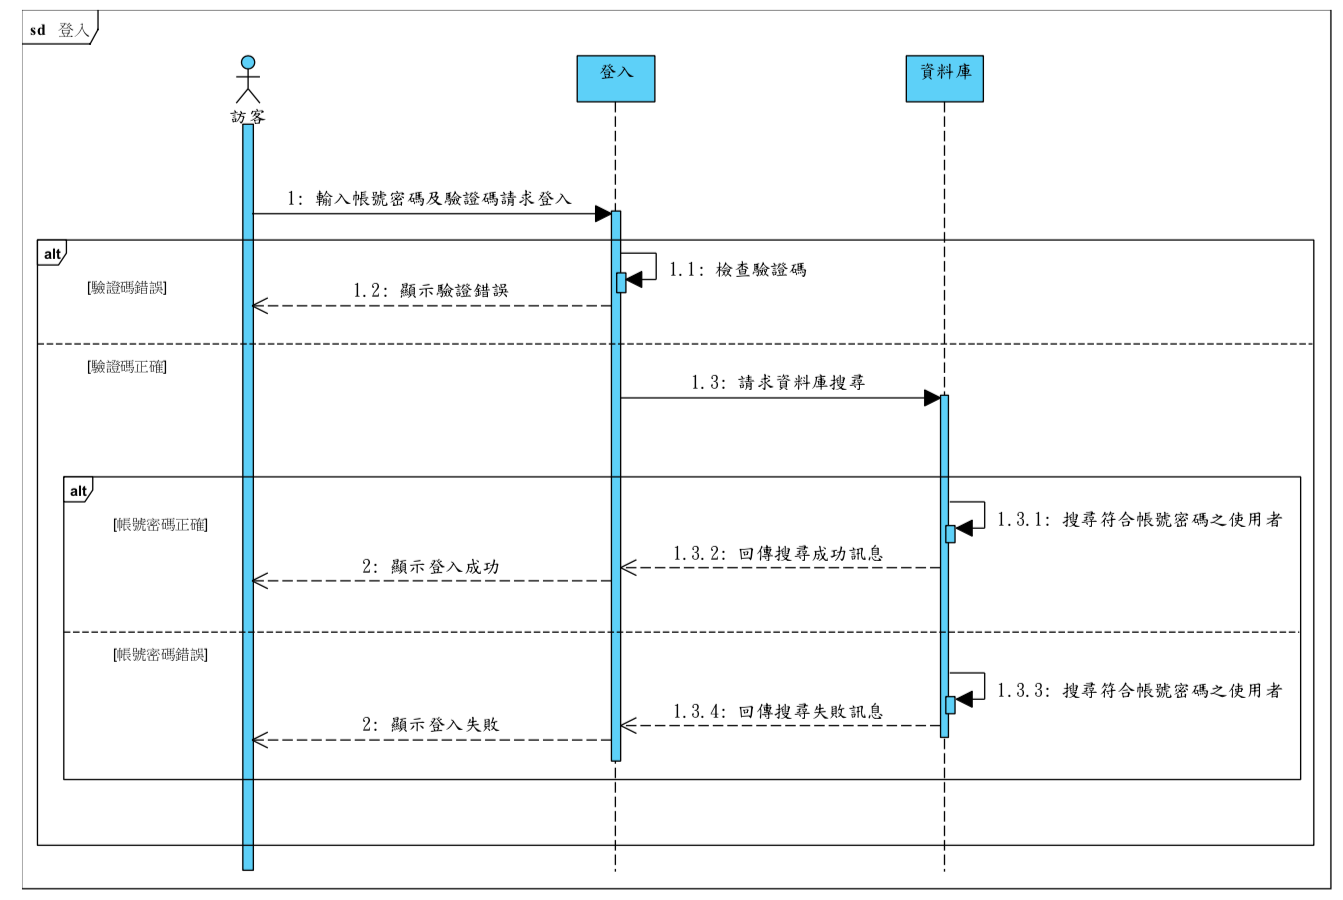 sd 登入
訪客
登入
資料庫
1: 輸入帳號密碼及驗證碼請求登入
alt
1.1: 檢查驗證碼
[驗證碼錯誤]
1.2: 顯示驗證錯誤
[驗證碼正確]
1.3: 請求資料庫搜尋
alt
[帳號密碼正確]
1.3.1: 搜尋符合帳號密碼之使用者
1.3.2: 回傳搜尋成功訊息
2: 顯示登入成功
[帳號密碼錯誤]
1.3.3: 搜尋符合帳號密碼之使用者
1.3.4: 回傳搜尋失敗訊息
2: 顯示登入失敗